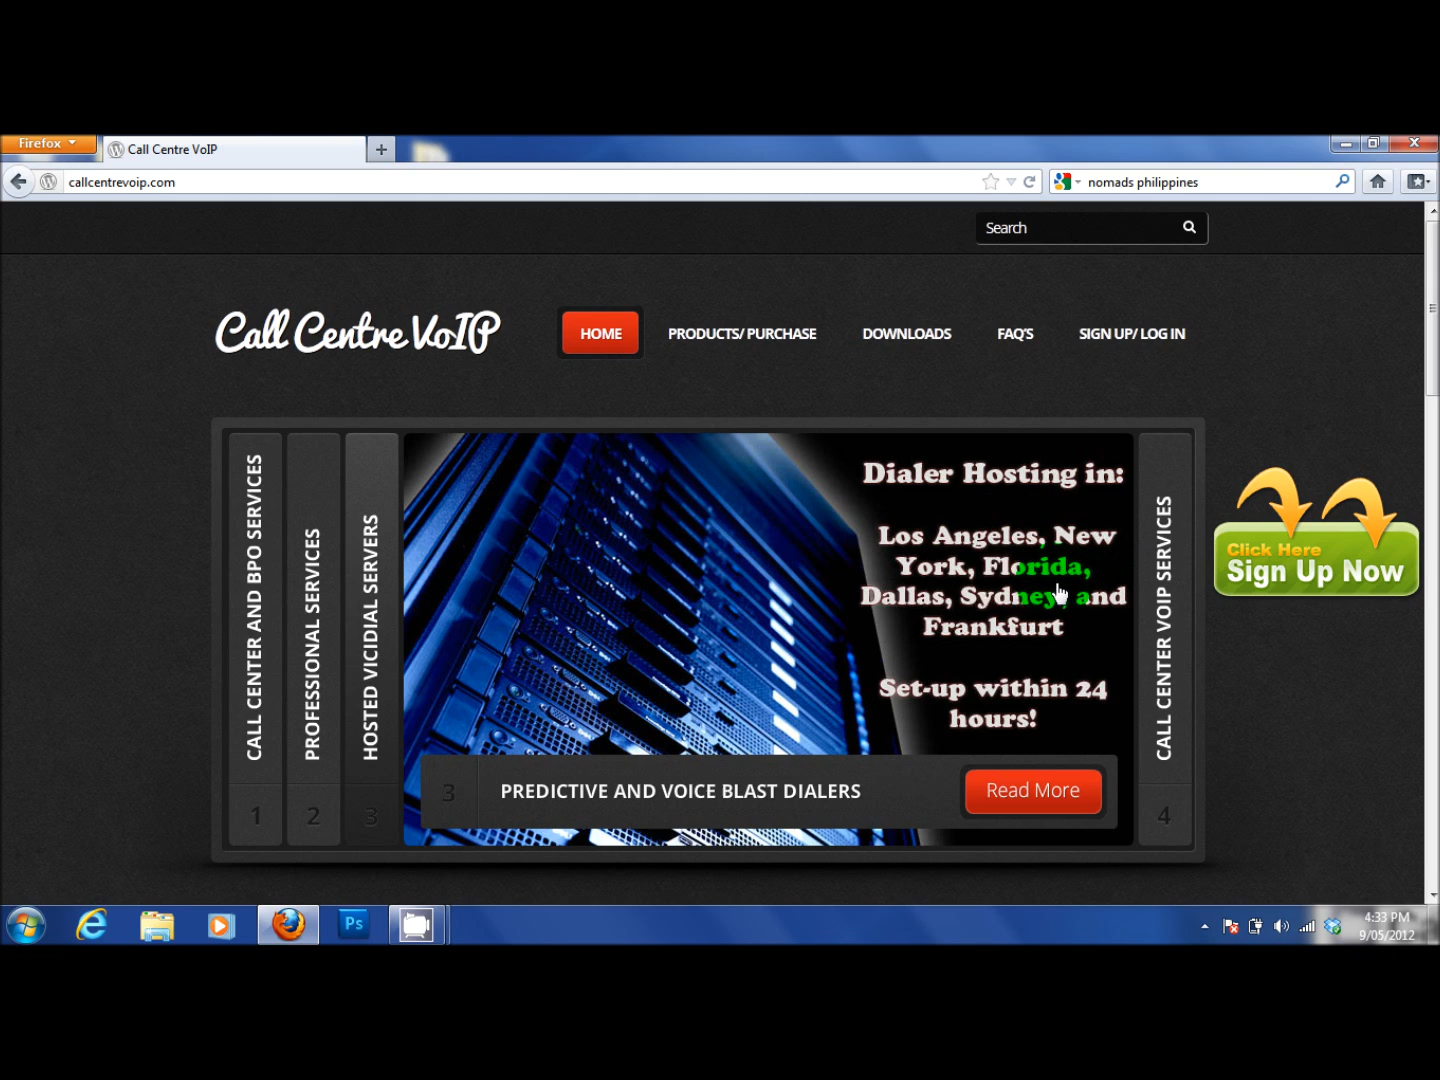 Firefox
Call Centre VoIP
callcentrevoip.com
nomads philippines
Search
Call Centre VoIP
HOME
PRODUCTS/ PURCHASE
DOWNLOADS
FAQ'S
SIGN UP/ LOG IN
CALL CENTER AND BPO SERVICES
1
PROFESSIONAL SERVICES
2
HOSTED VICIDIAL SERVERS
3
Dialer Hosting in:
Los Angeles, New
York, Florida,
Dallas, Sydney, and
Frankfurt
Set-up within 24
hours!
3
PREDICTIVE AND VOICE BLAST DIALERS
Read More
CALL CENTER VOIP SERVICES
4
Click Here
Sign Up Now
Ps
4:33 PM
9/05/2012